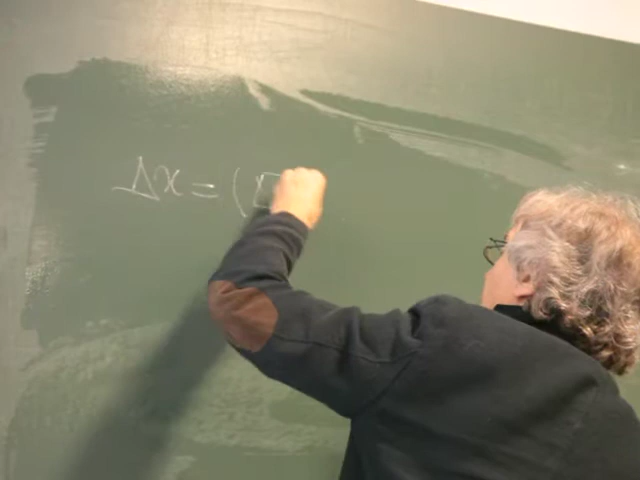 Δx = (